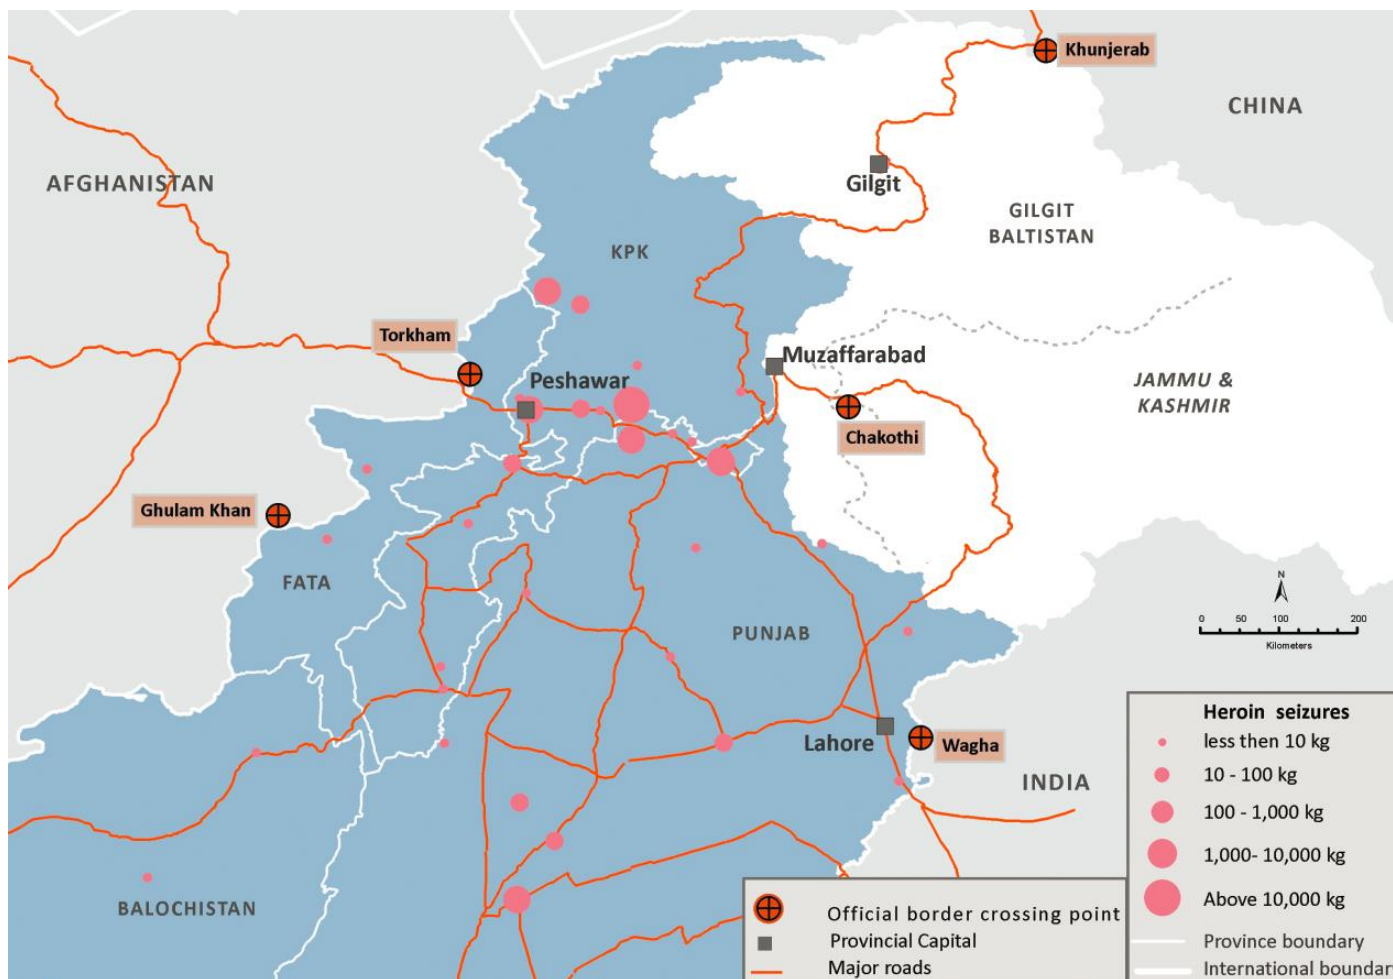 Khunjerab
CHINA
AFGHANISTAN
Gilgit
GILGIT
BALTISTAN
KPK
Torkham
Muzaffarabad
Peshawar
JAMMU &
KASHMIR
Chakothi
Ghulam Khan
FATA
PUNJAB
N
0 50 100 200
Kilometers
Lahore
Wagha
INDIA
BALOCHISTAN
Heroin seizures
less then 10 kg
10 - 100 kg
100 - 1,000 kg
1,000- 10,000 kg
Above 10,000 kg
Province boundary
International boundar
Official border crossing point
Provincial Capital
Major roads